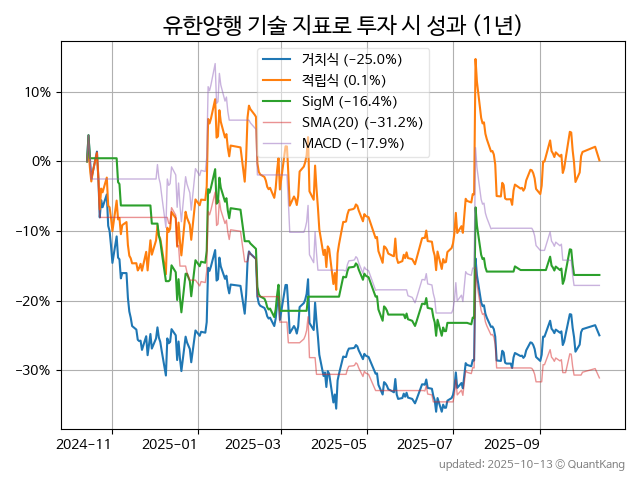 유한양행 기술 지표로 투자 시 성과 (1년)
거치식 (−25.0%)
적립식 (0.1%)
SigM (−16.4%)
SMA(20) (−31.2%)
MACD (−17.9%)
10%
0%
−10%
−20%
−30%
2024-11 2025-01 2025-03 2025-05 2025-07 2025-09
updated: 2025-10-13 ⓒ QuantKang